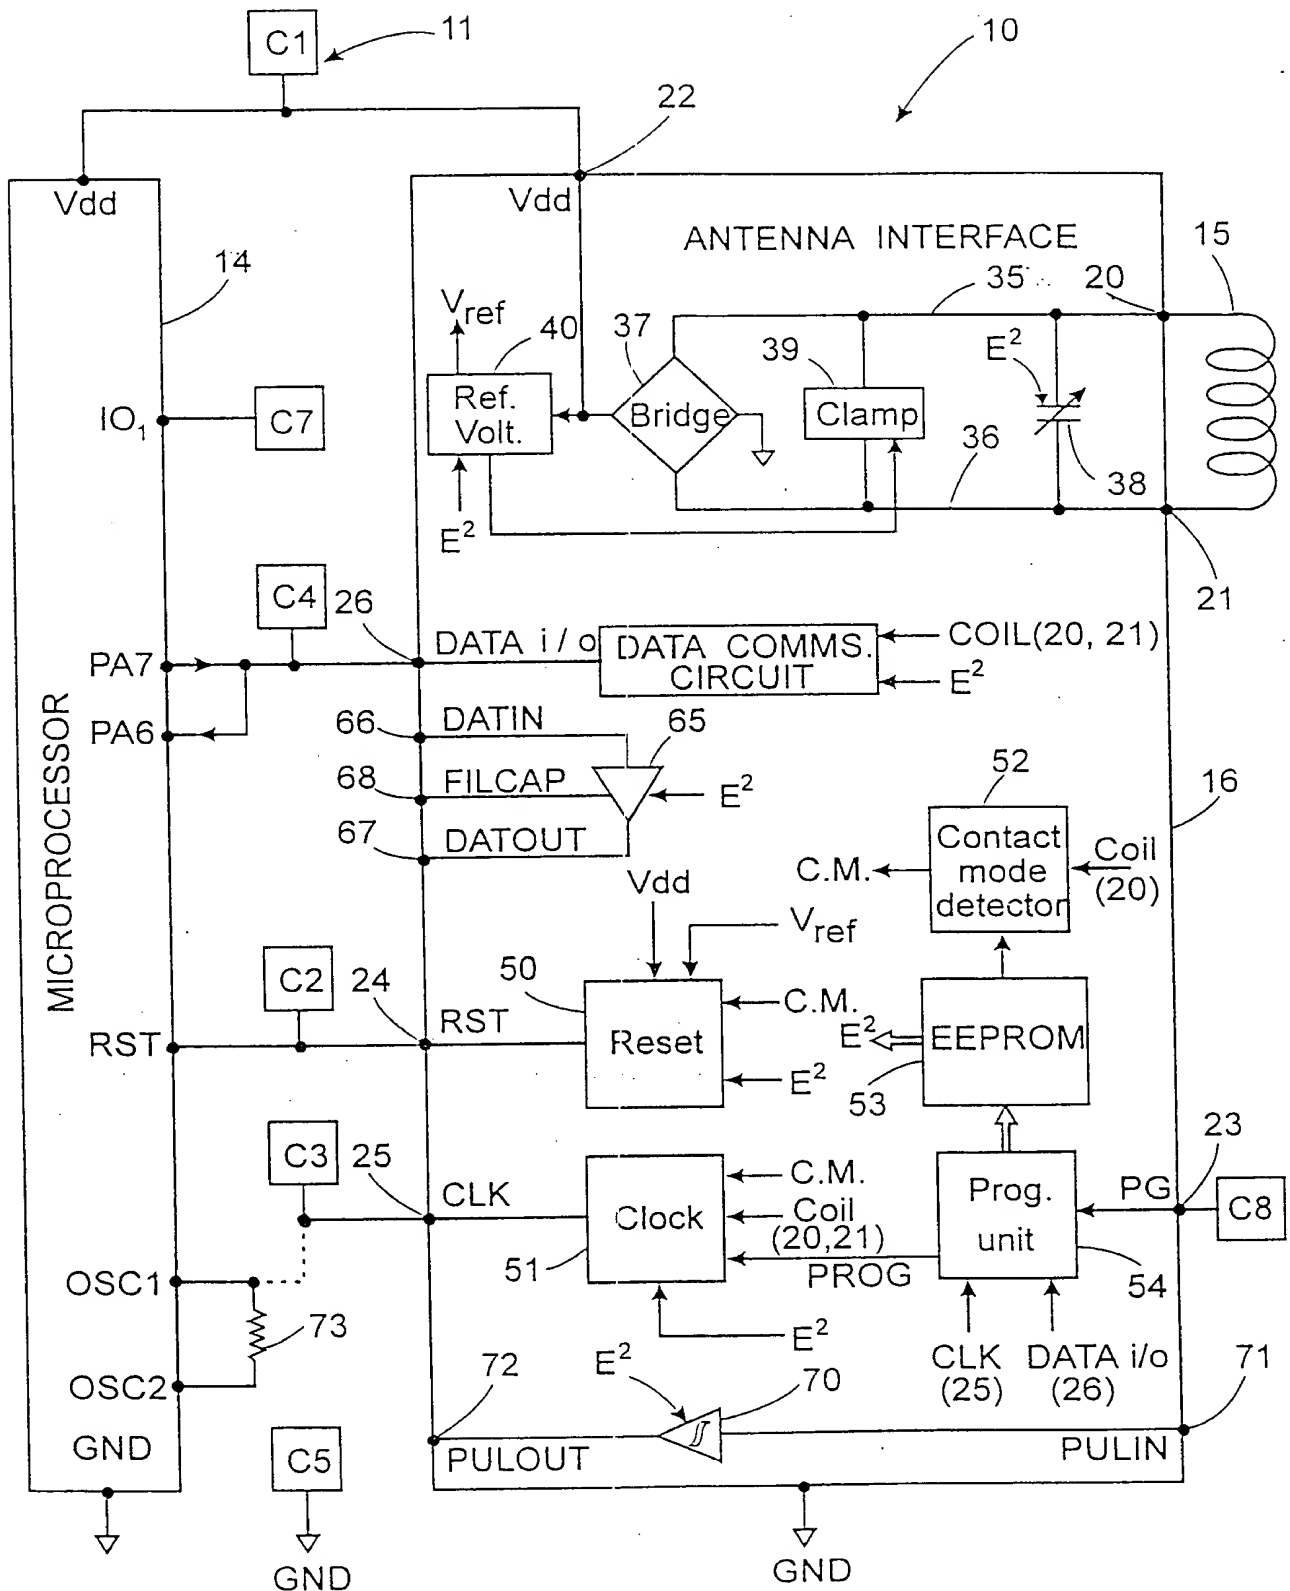 C1
11
10
22
Vdd
Vdd
ANTENNA INTERFACE
14
15
35
20
Vref
40
37
39
E²
Ref.
Volt.
Bridge
Clamp
IO₁
C7
36
38
E²
21
C4
26
DATA i/o
DATA COMMS.
CIRCUIT
COIL(20, 21)
E²
PA7
PA6
66
DATIN
65
68
FILCAP
E²
67
DATOUT
52
16
Contact
mode
detector
C.M.
Coil
(20)
Vdd
Vref
MICROPROCESSOR
C2
24
50
C.M.
RST
RST
Reset
E²
E²
EEPROM
53
C3
25
CLK
Clock
51
C.M.
Coil
(20,21)
PROG
E²
Prog.
unit
PG
23
C8
54
OSC1
73
OSC2
CLK
(25)
DATA i/o
(26)
72
E²
70
71
GND
C5
PULOUT
PULIN
GND
GND